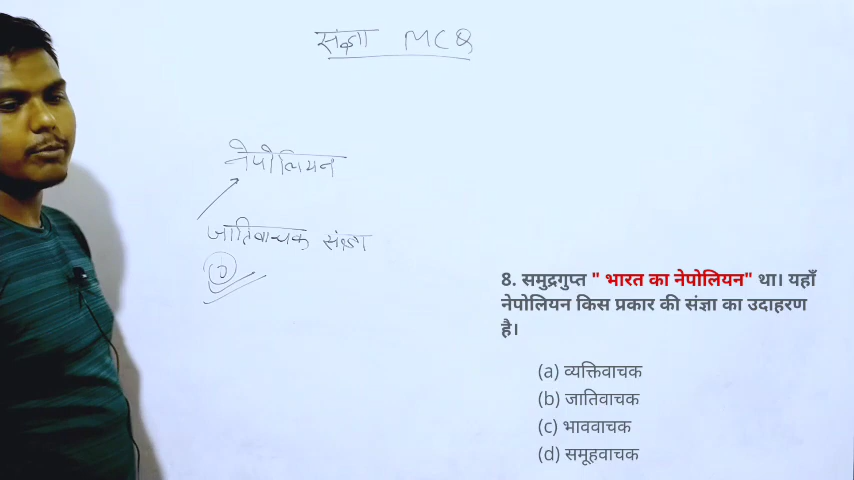 संज्ञा MCQ
नेपोलियन
जातिवाचक संज्ञा
8. समुद्रगुप्त " भारत का नेपोलियन" था। यहाँ
नेपोलियन किस प्रकार की संज्ञा का उदाहरण
है।
(a) व्यक्तिवाचक
(b) जातिवाचक
(c) भाववाचक
(d) समूहवाचक